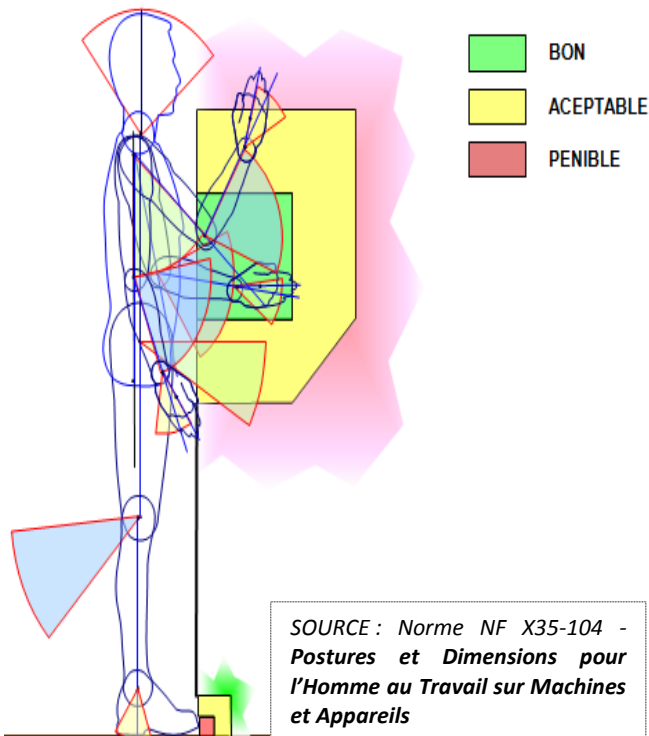 BON
ACEPTABLE
PENIBLE
SOURCE : Norme NF X35-104 -
Postures et Dimensions pour
l’Homme au Travail sur Machines
et Appareils